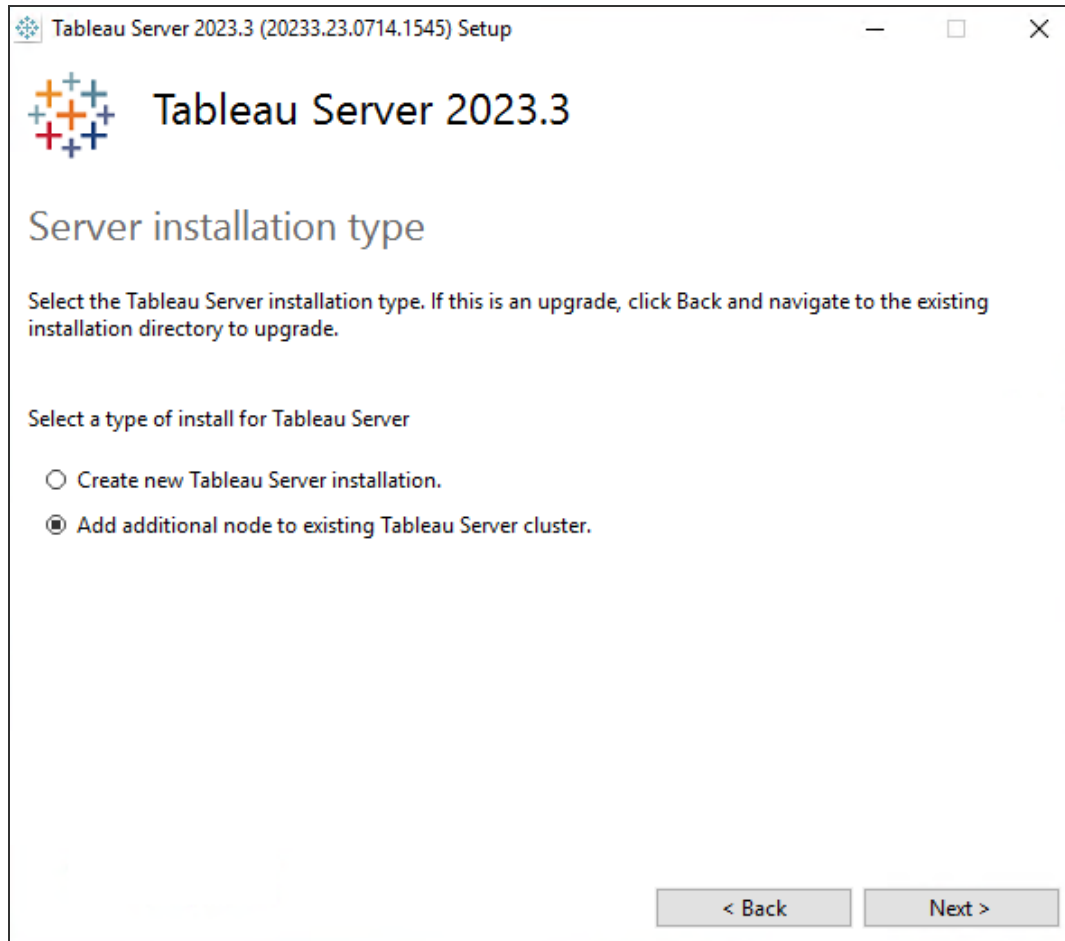 Tableau Server 2023.3 (20233.23.0714.1545) Setup
Tableau Server 2023.3
Server installation type
Select the Tableau Server installation type. If this is an upgrade, click Back and navigate to the existing
installation directory to upgrade.
Select a type of install for Tableau Server
Create new Tableau Server installation.
Add additional node to existing Tableau Server cluster.
< Back
Next >